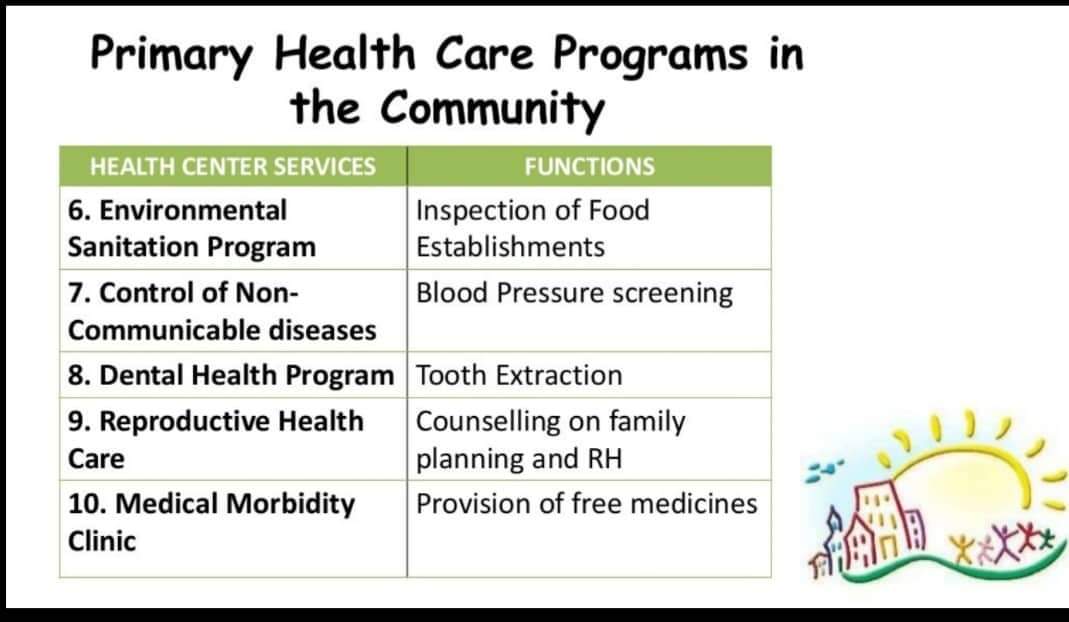 Primary Health Care Programs in
the Community
HEALTH CENTER SERVICES
FUNCTIONS
6. Environmental
Sanitation Program
Inspection of Food
Establishments
7. Control of Non-
Communicable diseases
Blood Pressure screening
8. Dental Health Program
Tooth Extraction
9. Reproductive Health
Care
Counselling on family
planning and RH
10. Medical Morbidity
Clinic
Provision of free medicines